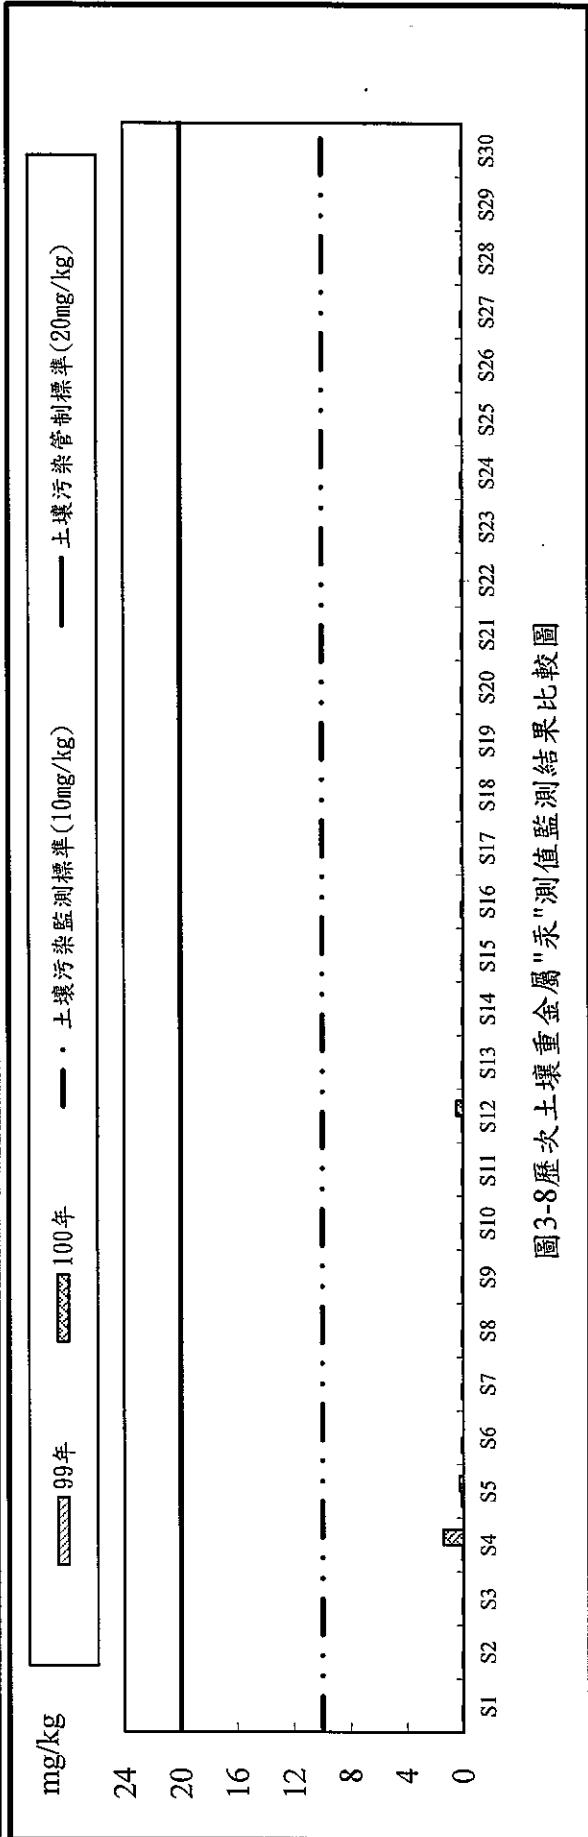 99年
100年
土壤污染監測標準(10mg/kg)
土壤污染管制標準(20mg/kg)
mg/kg
24
20
16
12
8
4
0
S1 S2 S3 S4 S5 S6 S7 S8 S9 S10 S11 S12 S13 S14 S15 S16 S17 S18 S19 S20 S21 S22 S23 S24 S25 S26 S27 S28 S29 S30
圖3-8歷次土壤重金屬"汞"測值監測結果比較圖